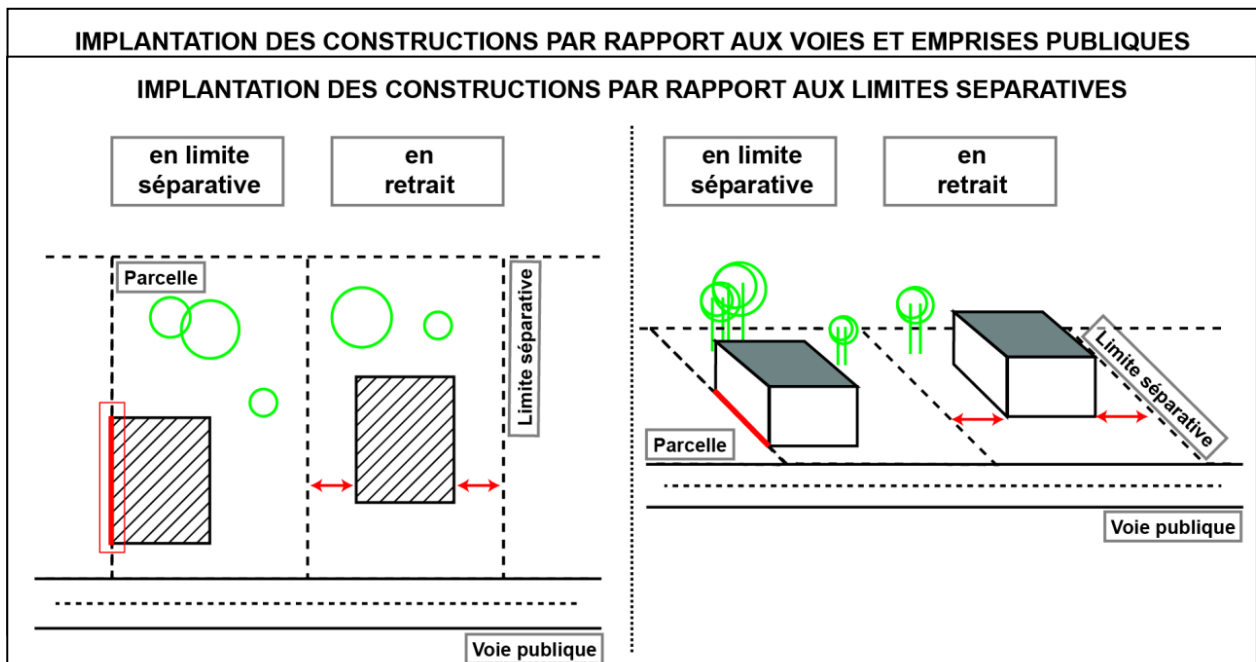 IMPLANTATION DES CONSTRUCTIONS PAR RAPPORT AUX VOIES ET EMPRISES PUBLIQUES
IMPLANTATION DES CONSTRUCTIONS PAR RAPPORT AUX LIMITES SEPARATIVES
en limite
séparative
en
retrait
Parcelle
Limite séparative
Voie publique
en limite
séparative
en
retrait
Limite séparative
Parcelle
Voie publique